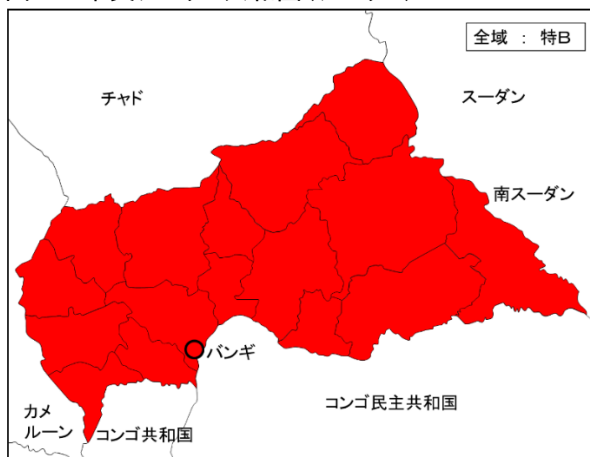 全域 : 特B
チャド
スーダン
南スーダン
バンギ
コンゴ民主共和国
カメ
ルーン
コンゴ共和国